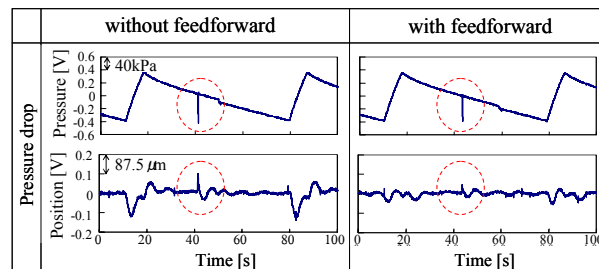 without feedforward
with feedforward
Pressure drop
Pressure [V]
0.6
0.4
0.2
0
-0.2
-0.4
-0.6
40kPa
Position [V]
0.2
0.1
0
-0.1
-0.2
87.5 μm
0 20 40 60 80 100
0 20 40 60 80 100
Time [s]
Time [s]